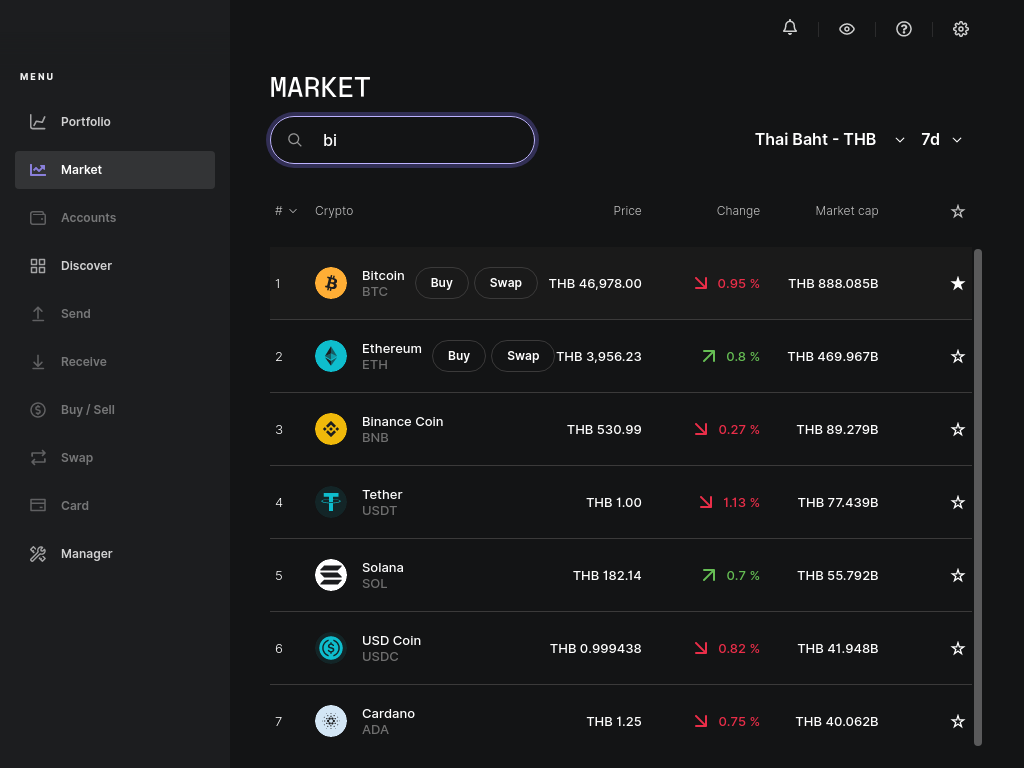 MENU
Portfolio
Market
Accounts
Discover
Send
Receive
Buy / Sell
Swap
Card
Manager
MARKET
bi
Thai Baht - THB 7d
# Crypto Price Change Market cap
1 Bitcoin BTC Buy Swap THB 46,978.00 0.95 % THB 888.085B
2 Ethereum ETH Buy Swap THB 3,956.23 0.8 % THB 469.967B
3 Binance Coin BNB THB 530.99 0.27 % THB 89.279B
4 Tether USDT THB 1.00 1.13 % THB 77.439B
5 Solana SOL THB 182.14 0.7 % THB 55.792B
6 USD Coin USDC THB 0.999438 0.82 % THB 41.948B
7 Cardano ADA THB 1.25 0.75 % THB 40.062B